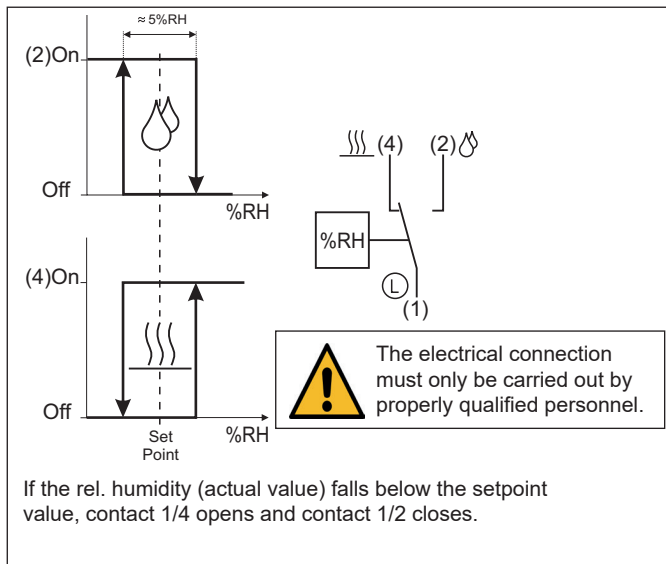 ≈ 5%RH
(2)On
Off
%RH
(4)On
Off
Set
Point
%RH
(4) (2)
%RH
L
(1)
The electrical connection
must only be carried out by
properly qualified personnel.
If the rel. humidity (actual value) falls below the setpoint
value, contact 1/4 opens and contact 1/2 closes.